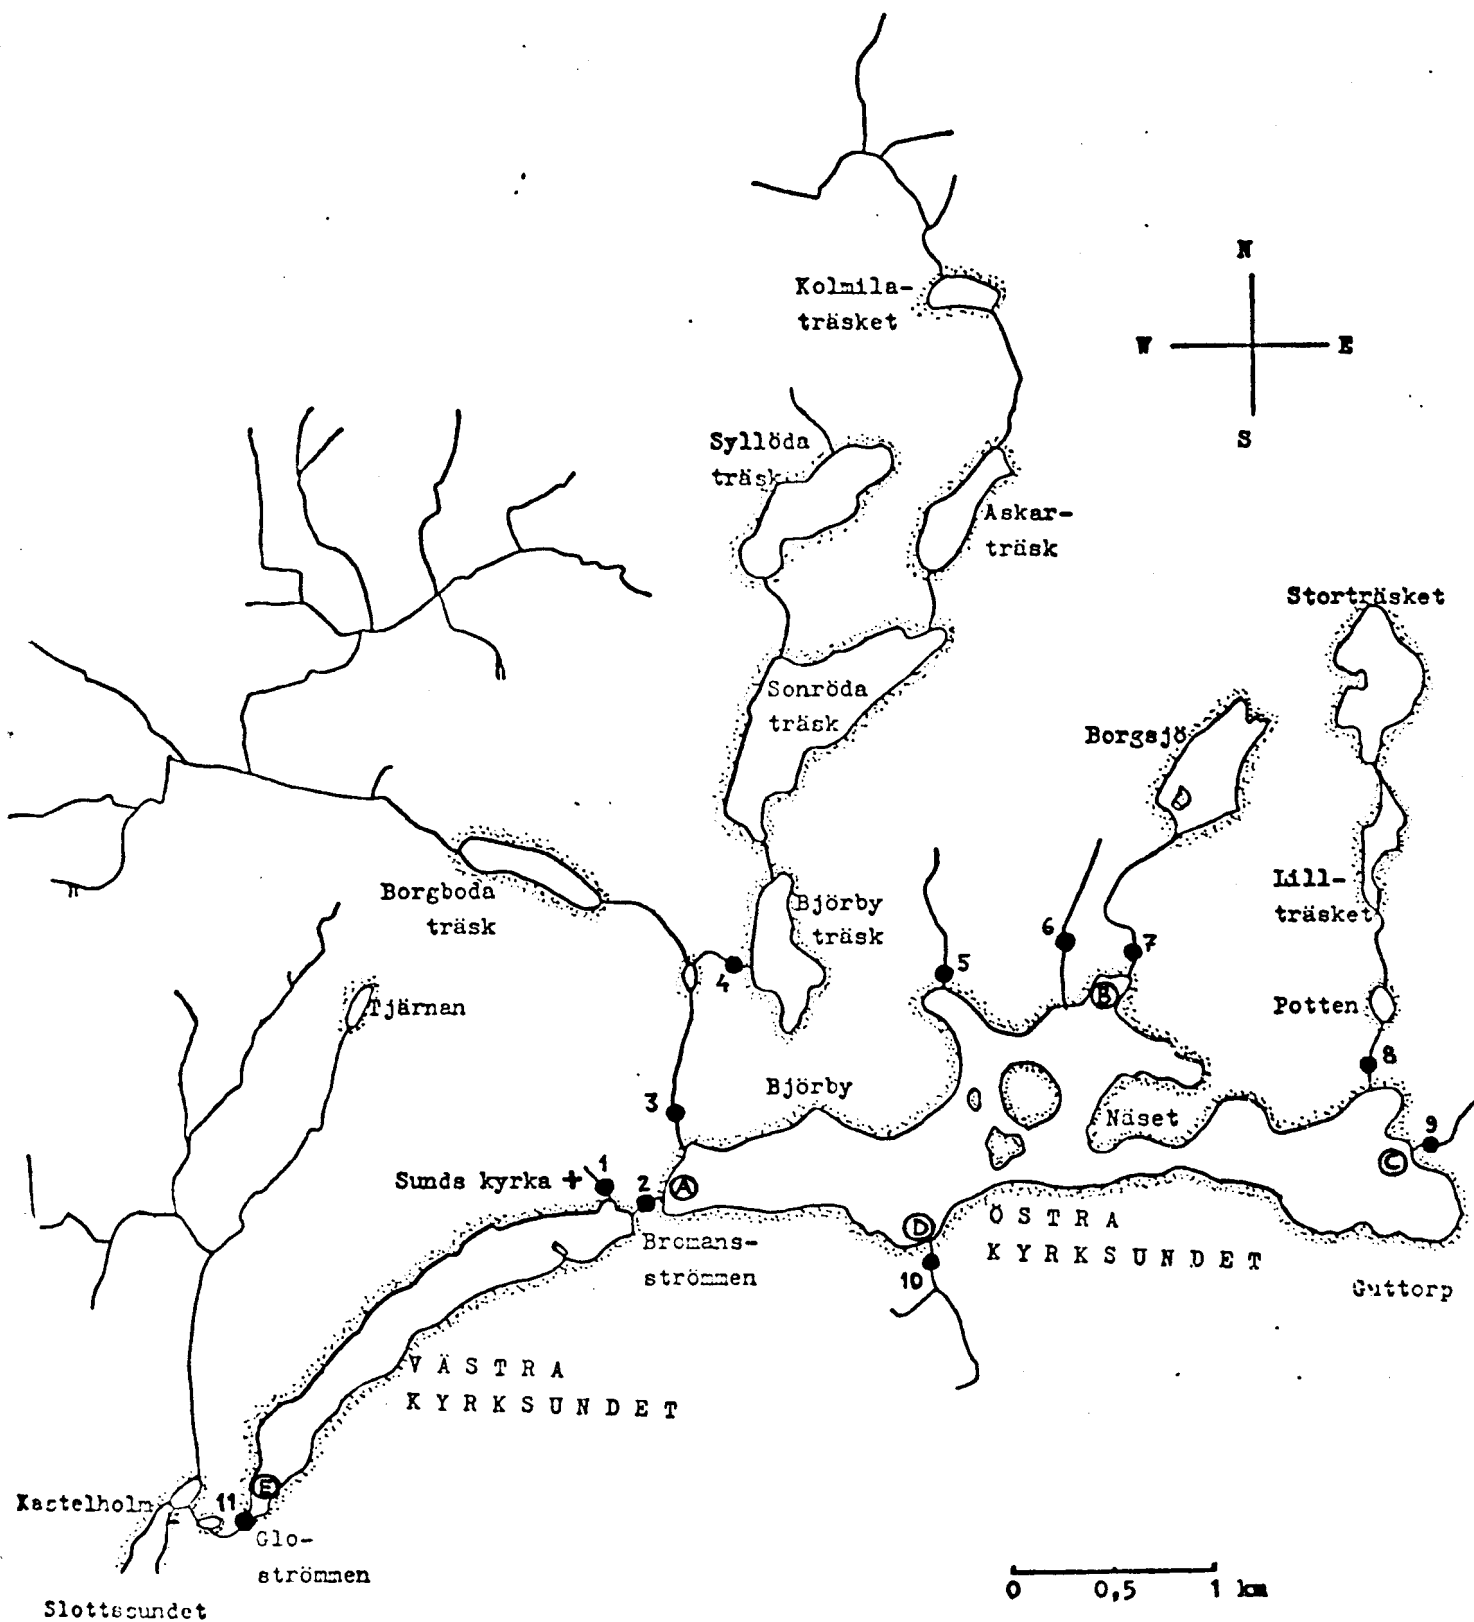 N
Kolmila-
träsket
W E
S
Syllöda
träsk
Askar-
träsk
Storträsket
Sonröda
träsk
Borgsjö
Borgboda
träsk
Björby
träsk
Lill-
träsket
6
7
5
4
Tjärnan
B
Potten
8
Björby
3
Näset
9
Sunds kyrka + 1
2
A
C
D
ÖSTRA
KYRKSUNDET
Bromans-
strömmen
10
Guttorp
VÄSTRA
KYRKSUNDET
E
Kastelholm
11
Glo-
strömmen
0 0,5 1 km
Slottssundet